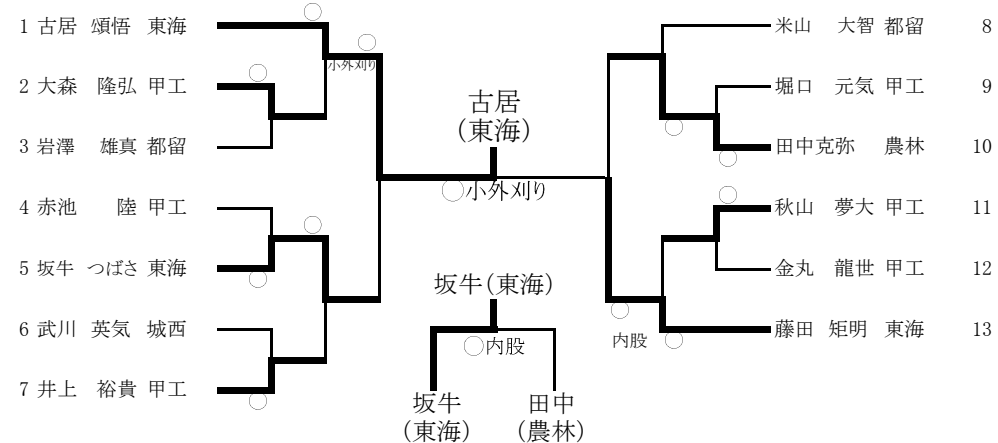 1 古居 頌悟 東海
2 大森 隆弘 甲工
3 岩澤 雄真 都留
4 赤池 陸 甲工
5 坂牛 つばさ 東海
6 武川 英気 城西
7 井上 裕貴 甲工
小外刈り
古居
(東海)
○小外刈り
坂牛(東海)
○内股
坂牛
(東海)
田中
(農林)
内股
米山 大智 都留 8
堀口 元気 甲工 9
田中克弥 農林 10
秋山 夢大 甲工 11
金丸 龍世 甲工 12
藤田 矩明 東海 13